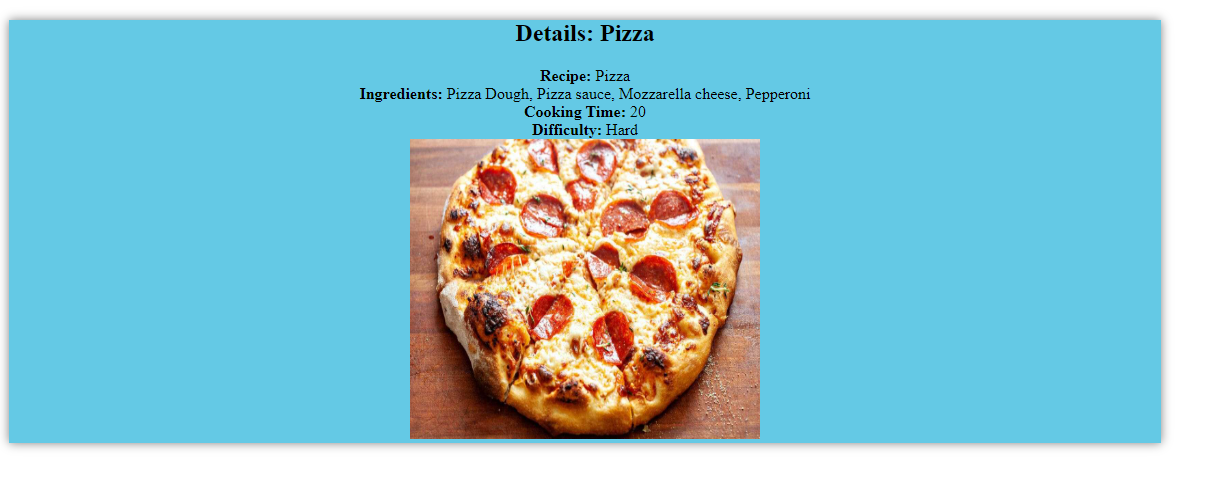 Details: Pizza
Recipe: Pizza
Ingredients: Pizza Dough, Pizza sauce, Mozzarella cheese, Pepperoni
Cooking Time: 20
Difficulty: Hard